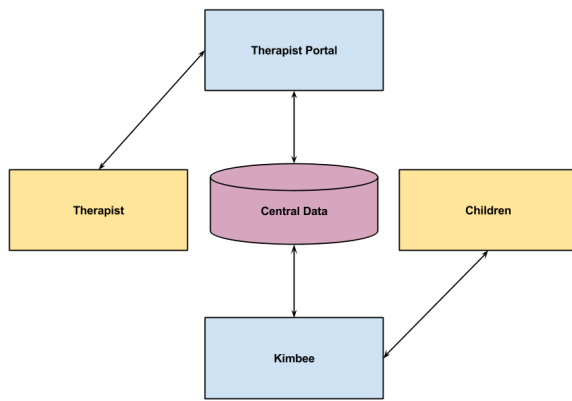 Therapist Portal
Therapist
Central Data
Children
Kimbee